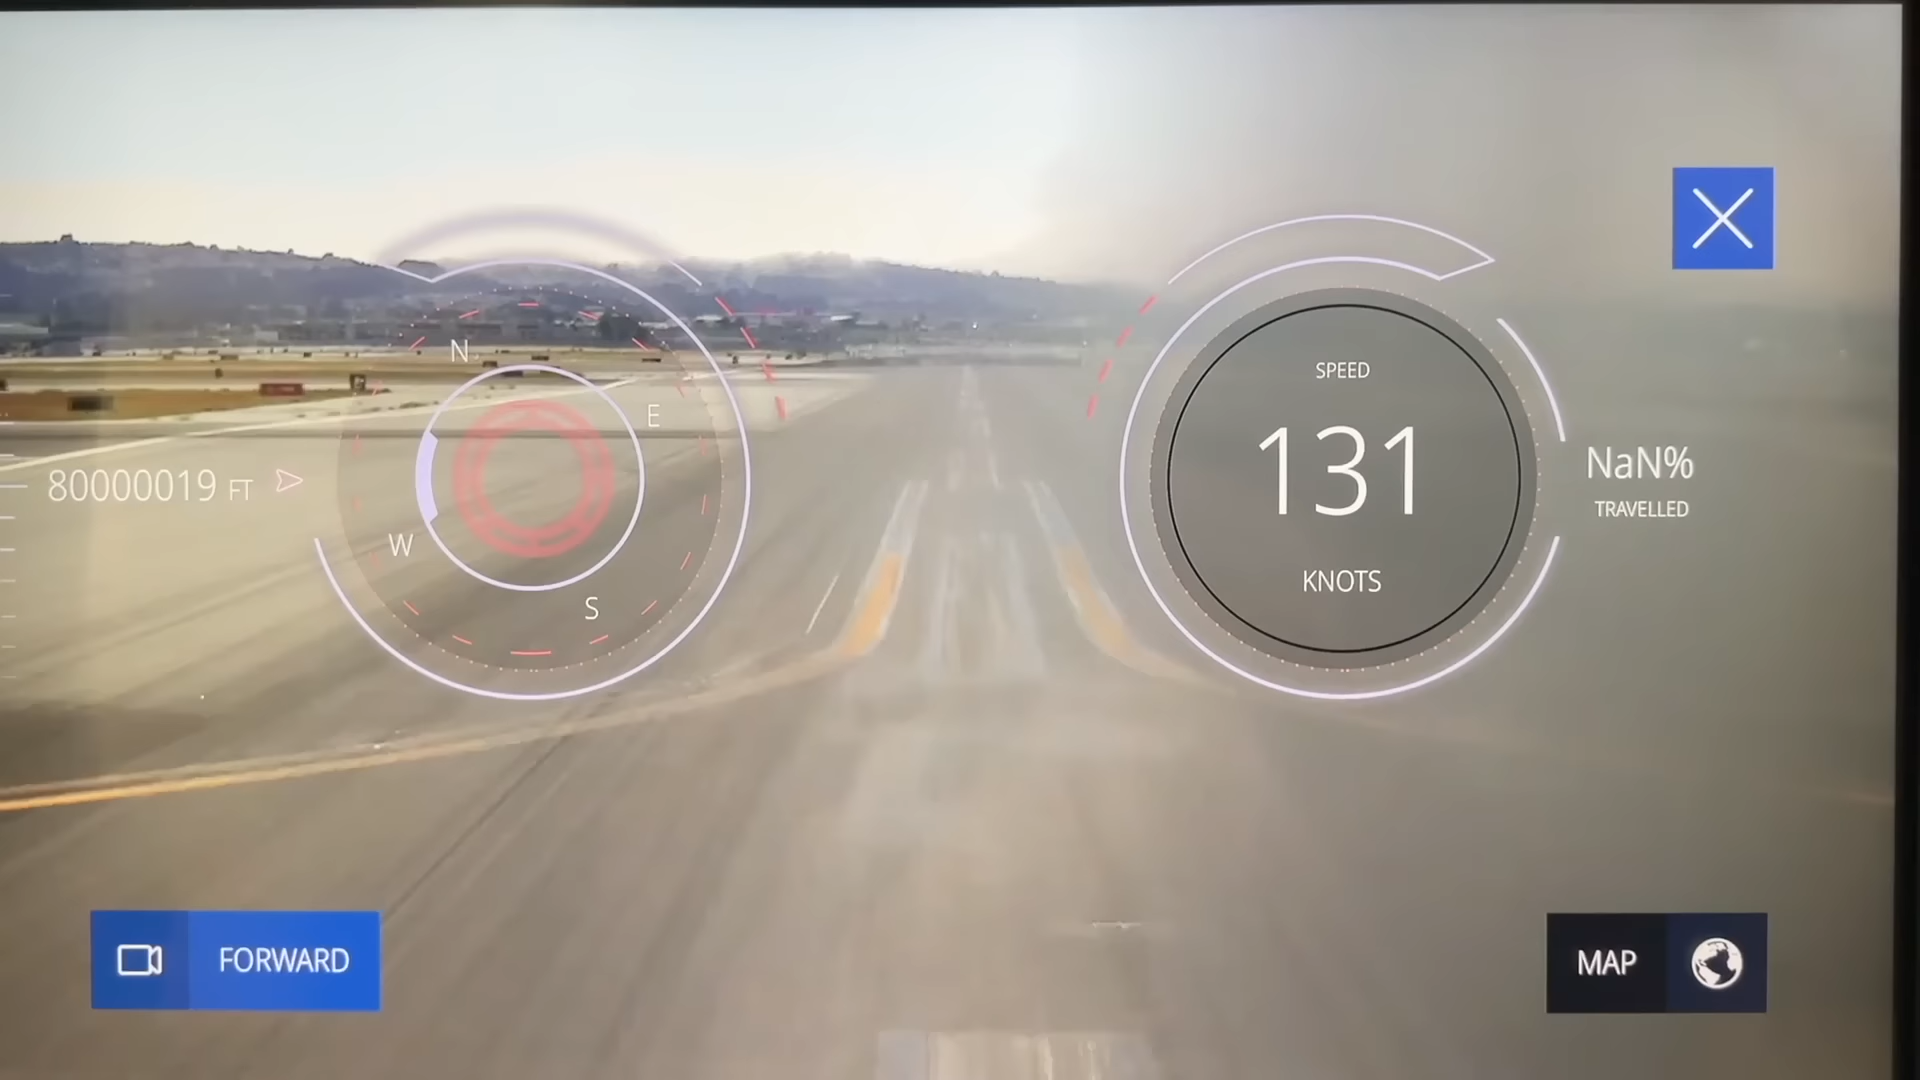 N
E
80000019 FT
W
S
SPEED
131
KNOTS
NaN%
TRAVELLED
FORWARD
MAP